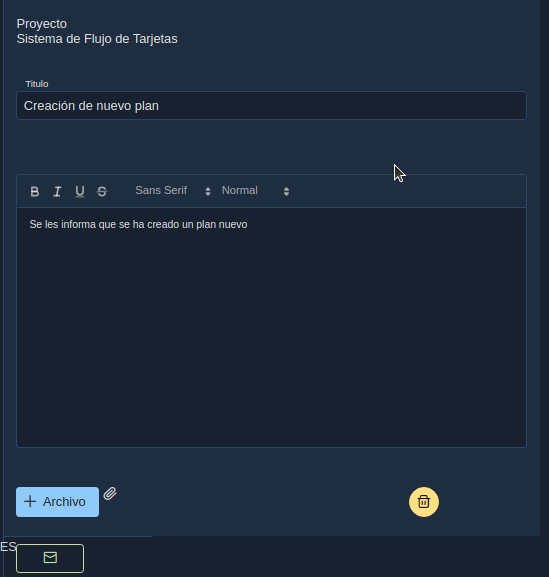 Proyecto
Sistema de Flujo de Tarjetas
Titulo
Creación de nuevo plan
B I U S Sans Serif Normal
Se les informa que se ha creado un plan nuevo
+ Archivo
ES